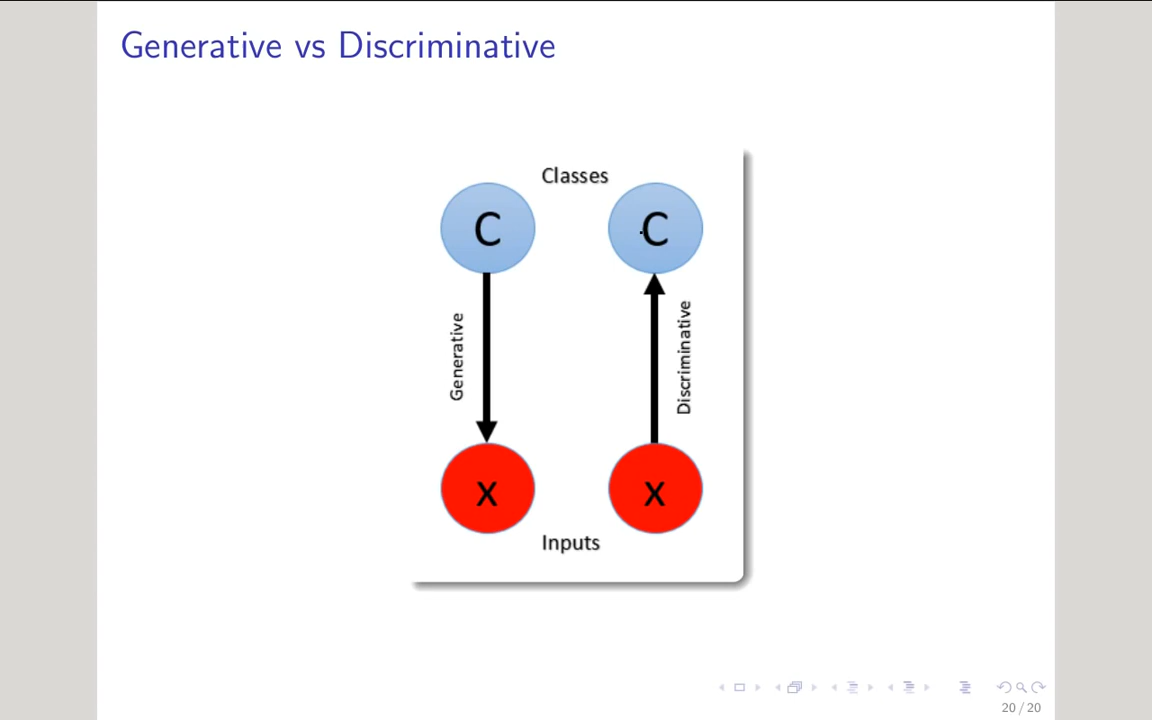 Generative vs Discriminative
Classes
C
C
Generative
Discriminative
x
x
Inputs
20 / 20